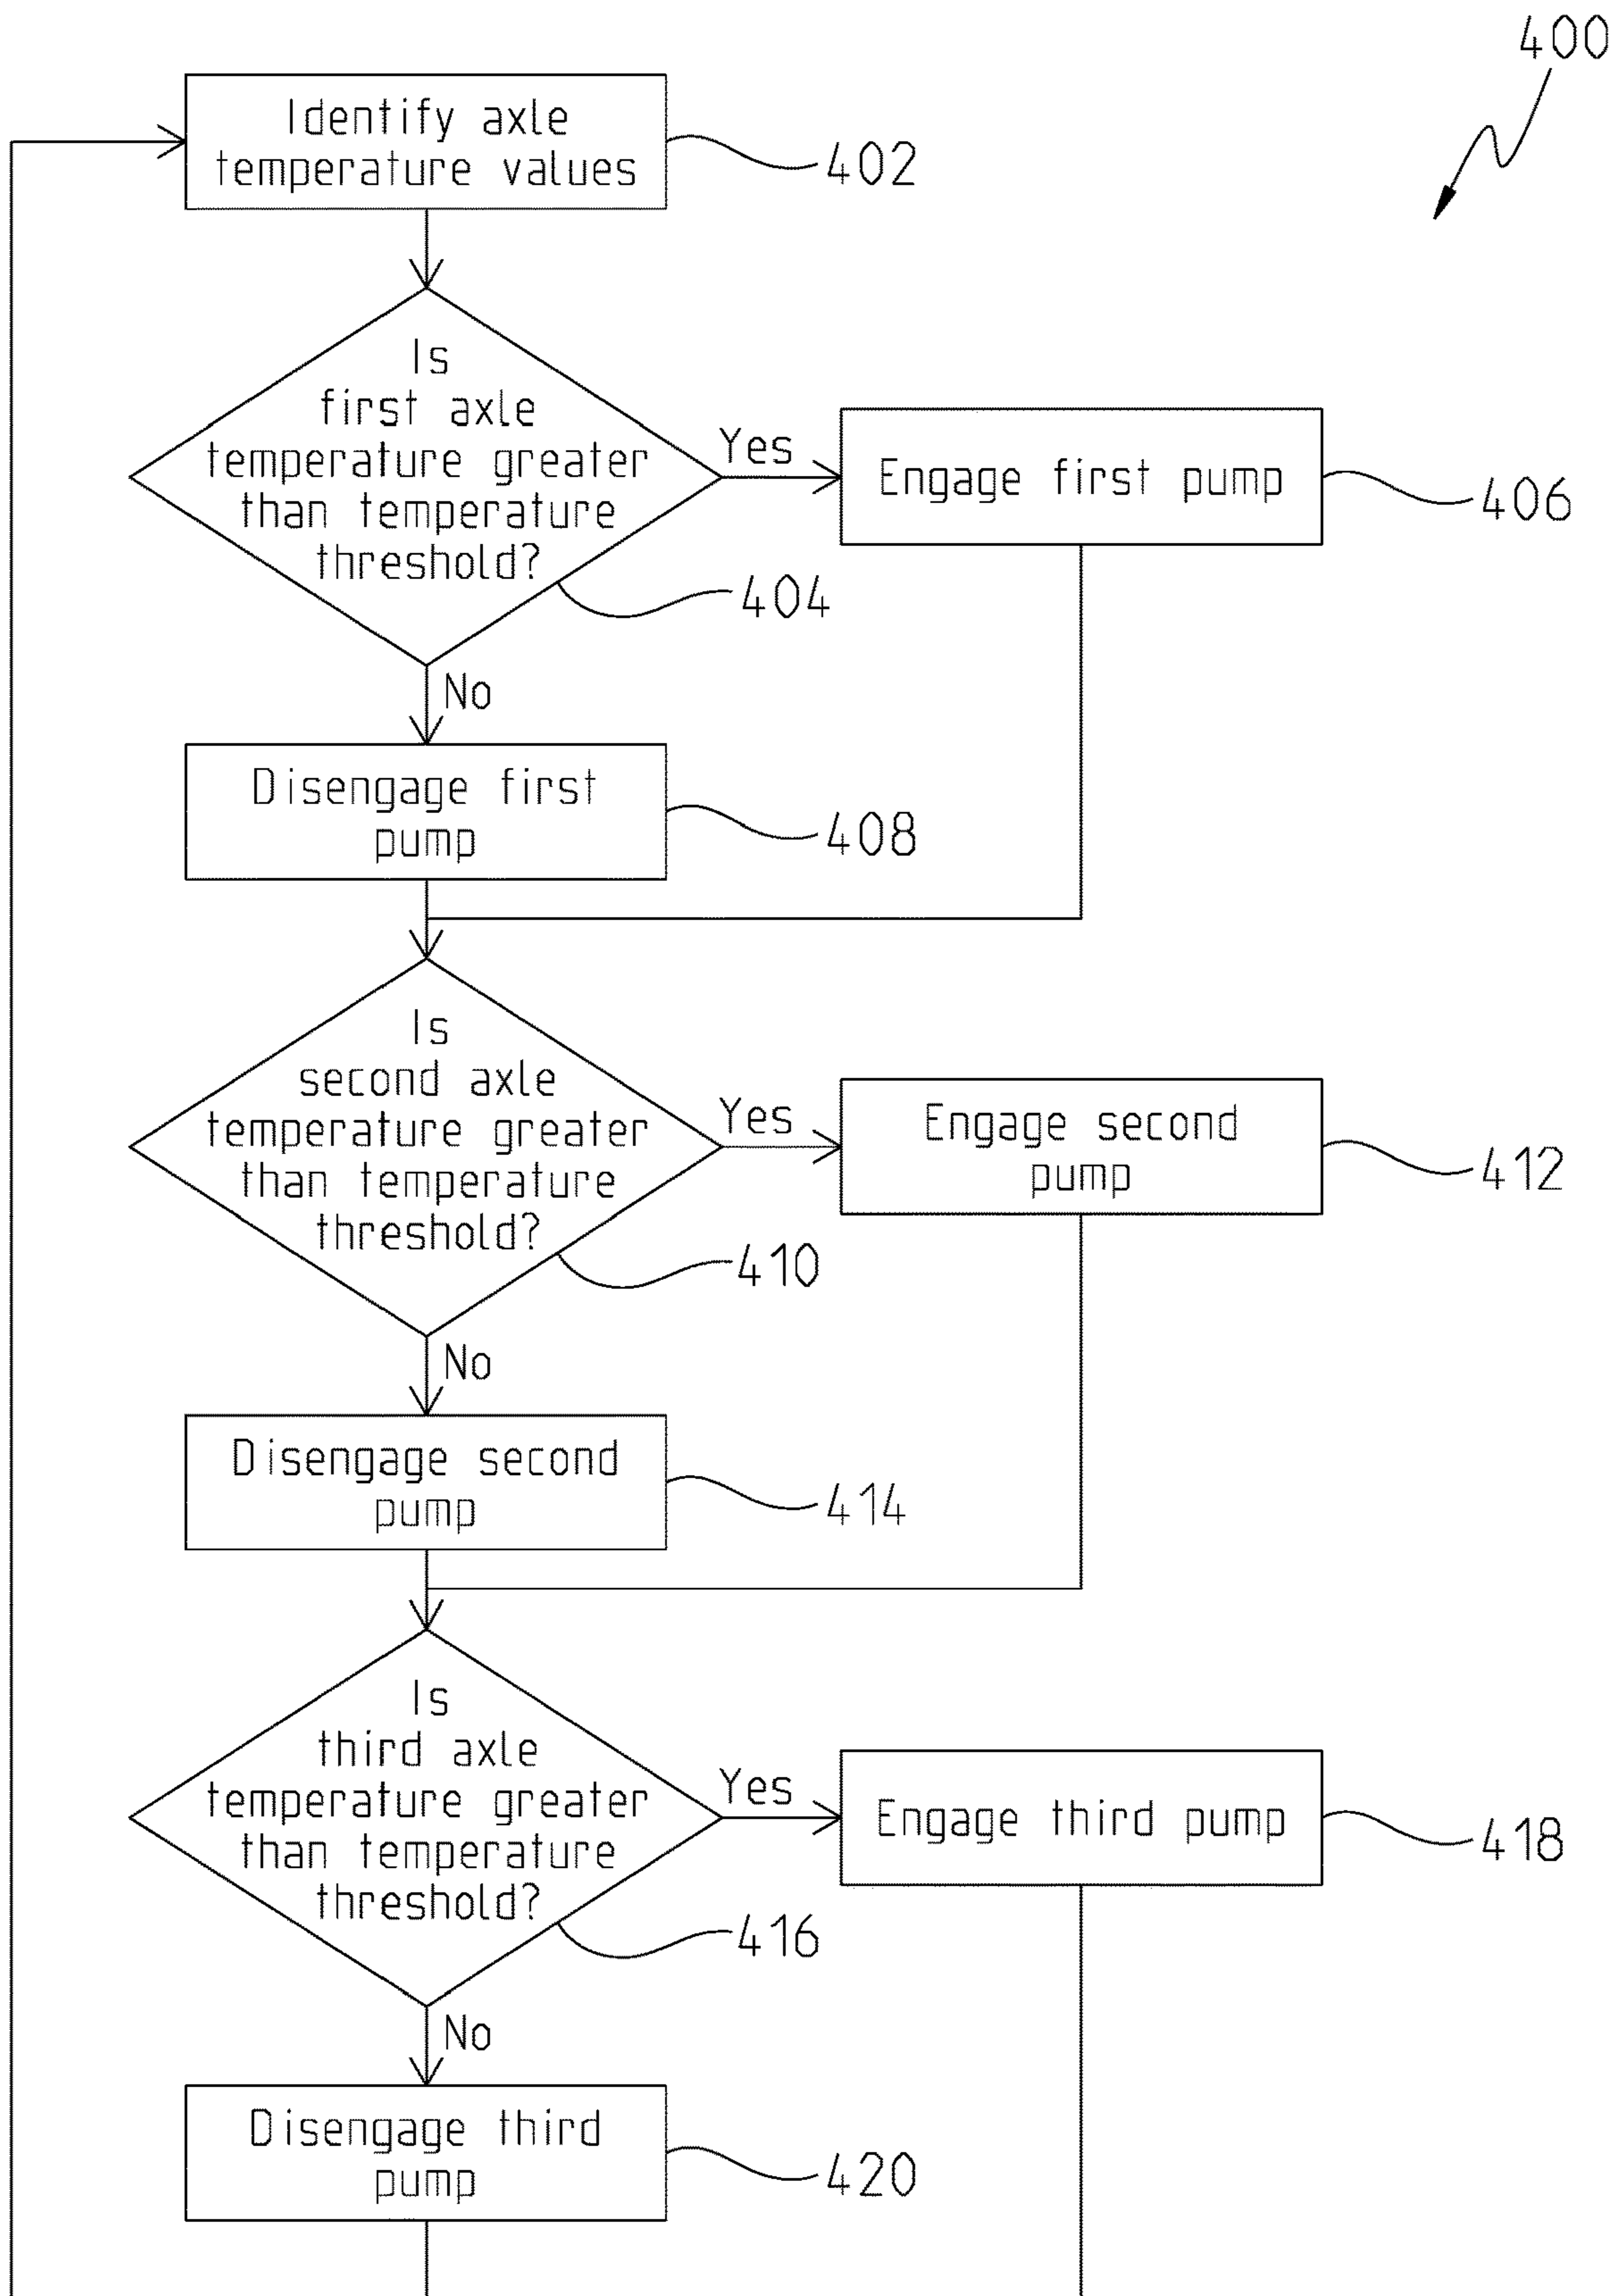 400
Identify axle
temperature values
402
Is
first axle
temperature greater
than temperature
threshold?
Yes
Engage first pump
406
404
No
Disengage first
pump
408
Is
second axle
temperature greater
than temperature
threshold?
Yes
Engage second
pump
412
410
No
Disengage second
pump
414
Is
third axle
temperature greater
than temperature
threshold?
Yes
Engage third pump
418
416
No
Disengage third
pump
420